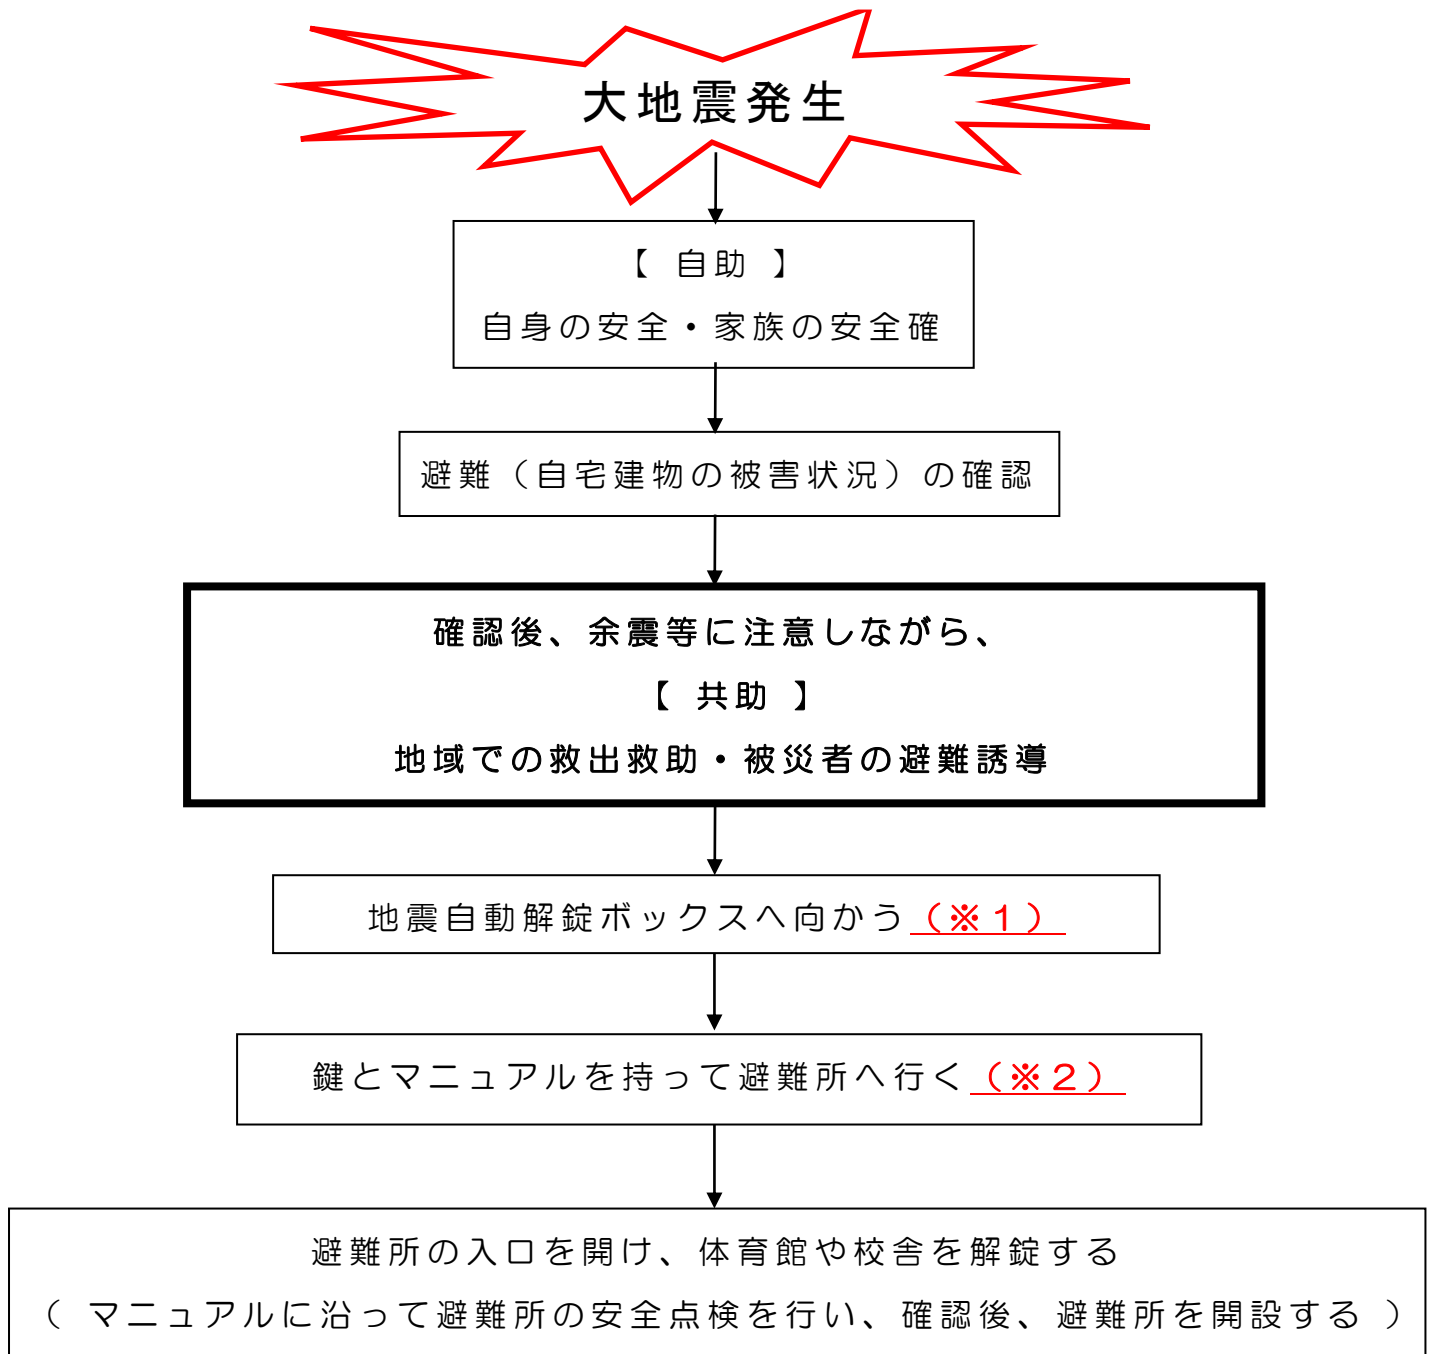 大地震発生
【 自助 】
自身の安全・家族の安全確
避難（自宅建物の被害状況）の確認
確認後、余震等に注意しながら、
【 共助 】
地域での救出救助・被災者の避難誘導
地震自動解錠ボックスへ向かう（※１）
鍵とマニュアルを持って避難所へ行く（※２）
避難所の入口を開け、体育館や校舎を解錠する
（ マニュアルに沿って避難所の安全点検を行い、確認後、避難所を開設する ）